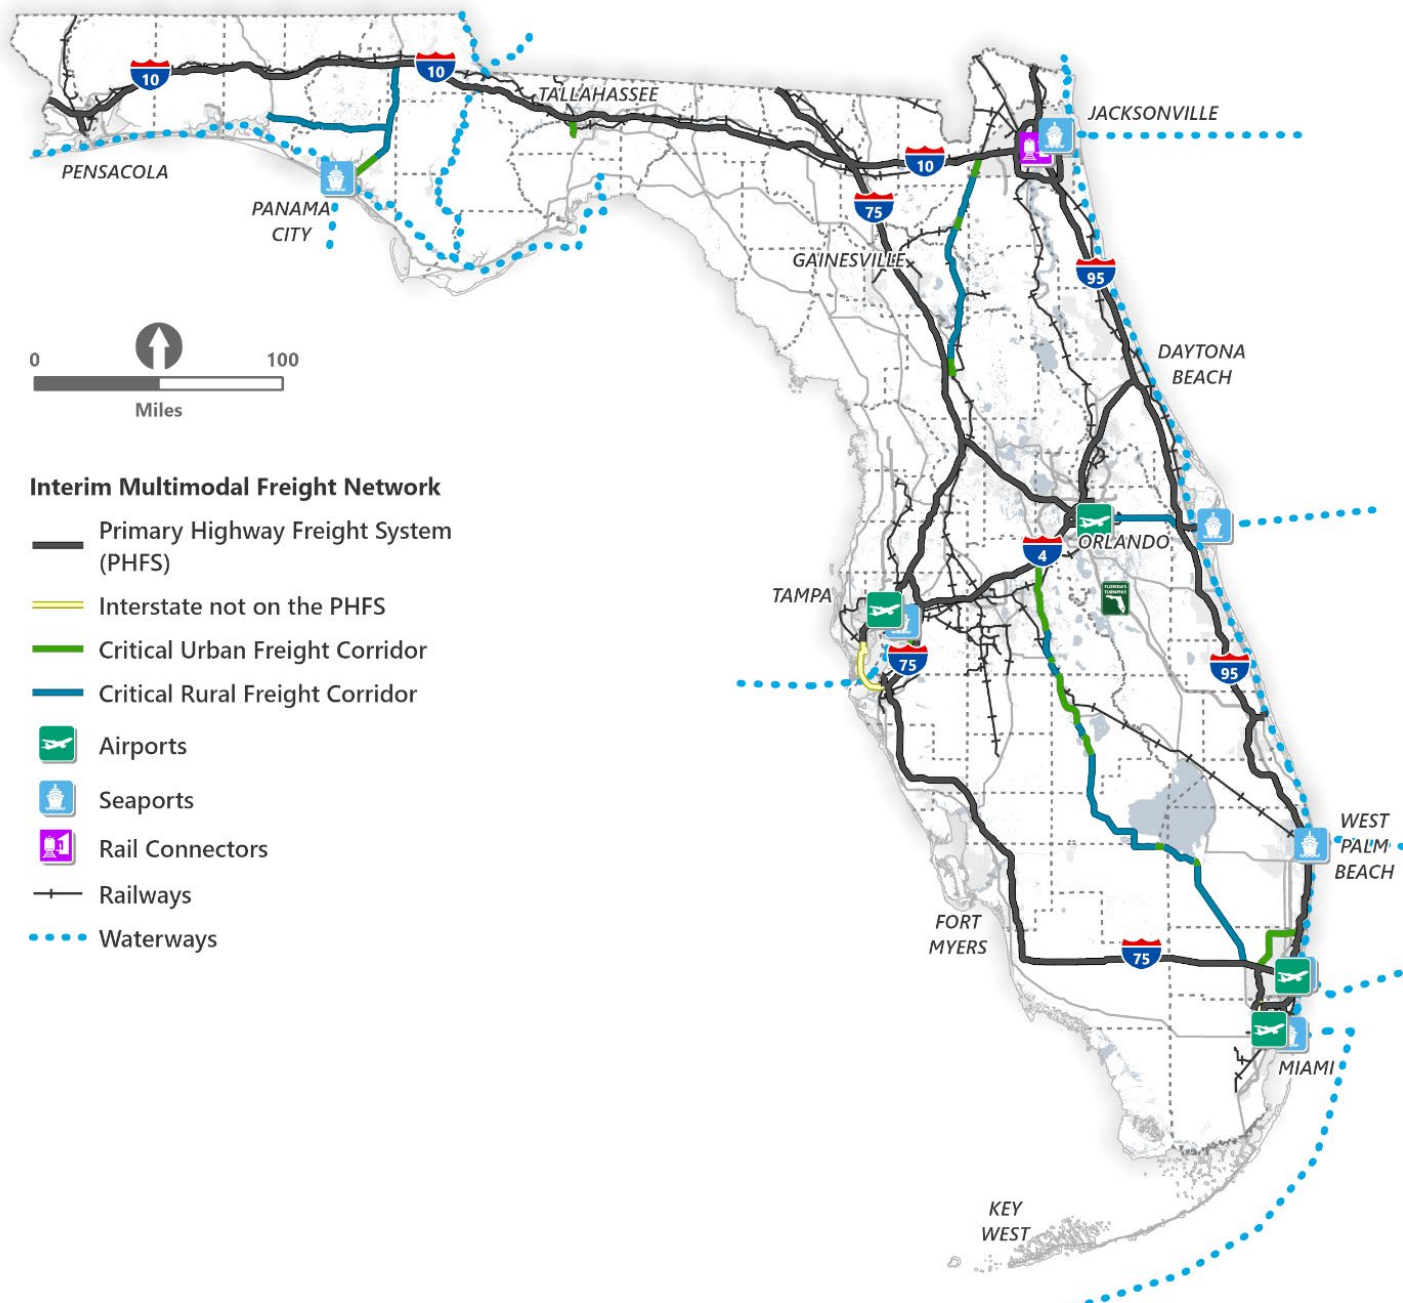 10
10
TALLAHASSEE
JACKSONVILLE
PENSACOLA
10
PANAMA
CITY
75
GAINESVILLE
95
0
100
Miles
DAYTONA
BEACH
Interim Multimodal Freight Network
Primary Highway Freight System
(PHFS)
Interstate not on the PHFS
Critical Urban Freight Corridor
Critical Rural Freight Corridor
Airports
Seaports
Rail Connectors
Railways
Waterways
ORLANDO
4
TAMPA
FLORIDA'S
TURNPIKE
75
95
WEST
PALM
BEACH
FORT
MYERS
75
MIAMI
KEY
WEST